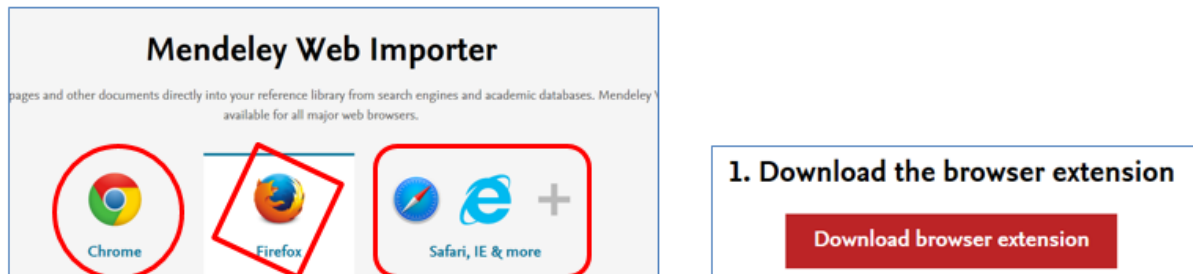 Mendeley Web Importer
pages and other documents directly into your reference library from search engines and academic databases. Mendeley
available for all major web browsers.
Chrome
Firefox
Safari, IE & more
1. Download the browser extension
Download browser extension